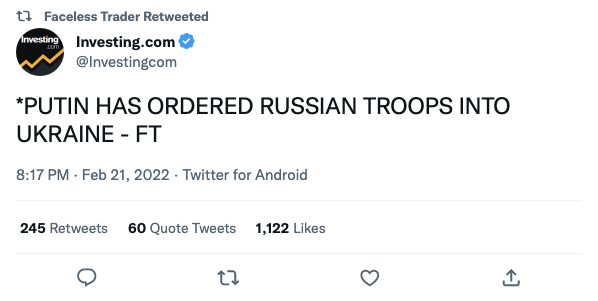 Faceless Trader Retweeted
Investing
.com
Investing.com
@Investingcom
*PUTIN HAS ORDERED RUSSIAN TROOPS INTO
UKRAINE - FT
8:17 PM · Feb 21, 2022 · Twitter for Android
245 Retweets 60 Quote Tweets 1,122 Likes